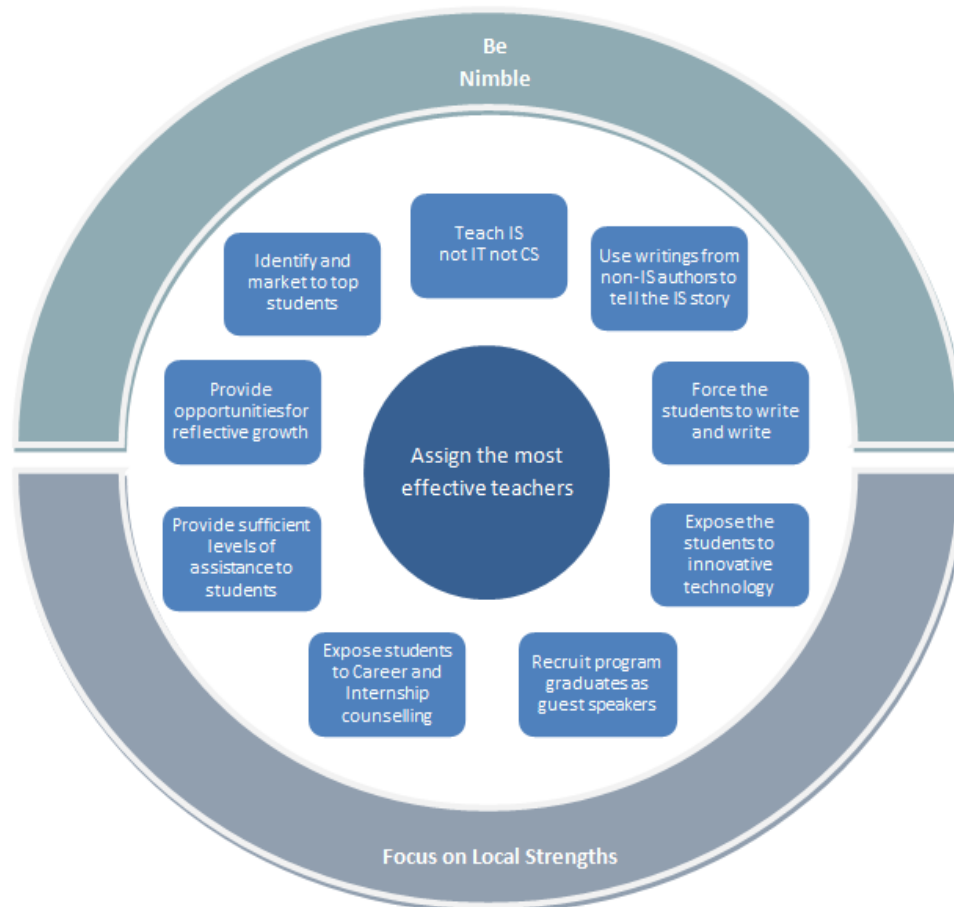 Be
Nimble
Teach IS
not IT not CS
Identify and
market to top
students
Use writings from
non-IS authors to
tell the IS story
Provide
opportunities for
reflective growth
Force the
students to write
and write
Assign the most
effective teachers
Provide sufficient
levels of
assistance to
students
Expose the
students to
innovative
technology
Expose students
to Career and
Internship
counselling
Recruit program
graduates as
guest speakers
Focus on Local Strengths